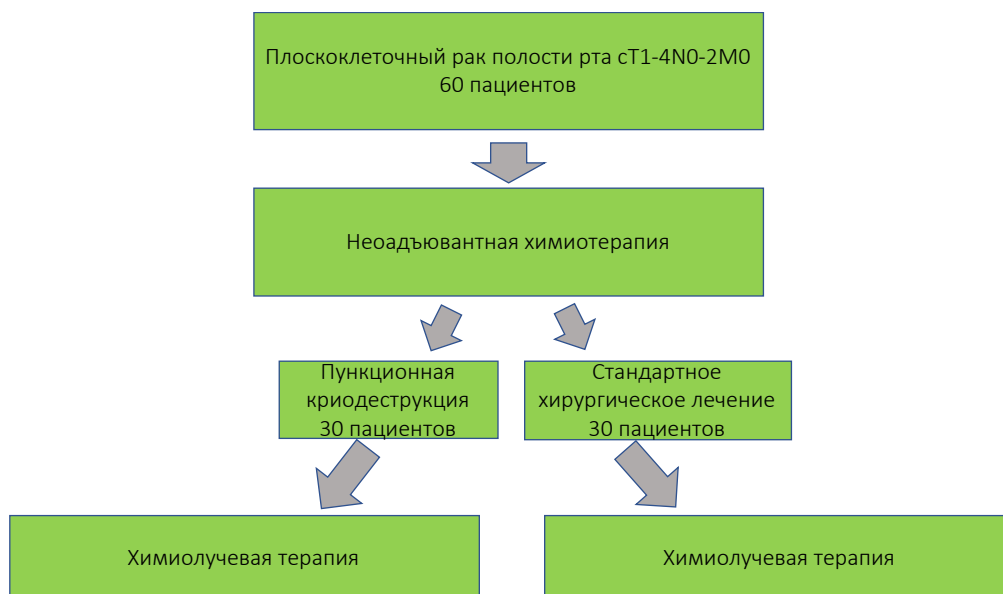 Плоскоклеточный рак полости рта cT1-4N0-2M0
60 пациентов
Неоадъювантная химиотерапия
Пункционная
криодеструкция
30 пациентов
Стандартное
хирургическое лечение
30 пациентов
Химиолучевая терапия
Химиолучевая терапия